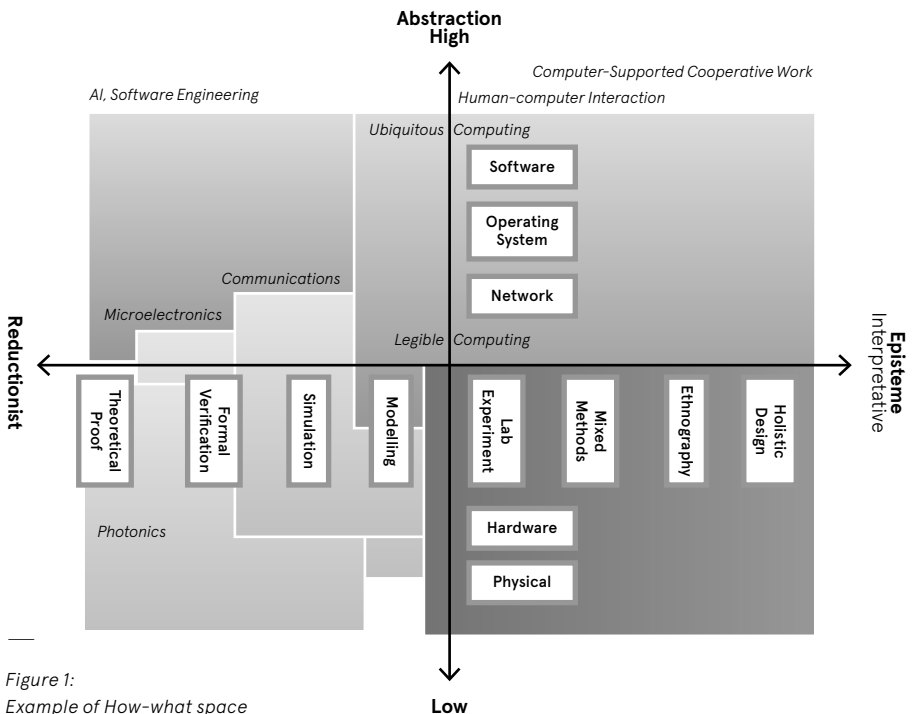 Abstraction
High
Computer-Supported Cooperative Work
AI, Software Engineering
Human-computer Interaction
Ubiquitous Computing
Software
Operating
System
Communications
Network
Microelectronics
Legible Computing
Reductionist
Episteme
Interpretative
Theoretical
Proof
Formal
Verification
Simulation
Modelling
Lab
Experiment
Mixed
Methods
Ethnography
Holistic
Design
Photonics
Hardware
Physical
Figure 1:
Example of How-what space
Low